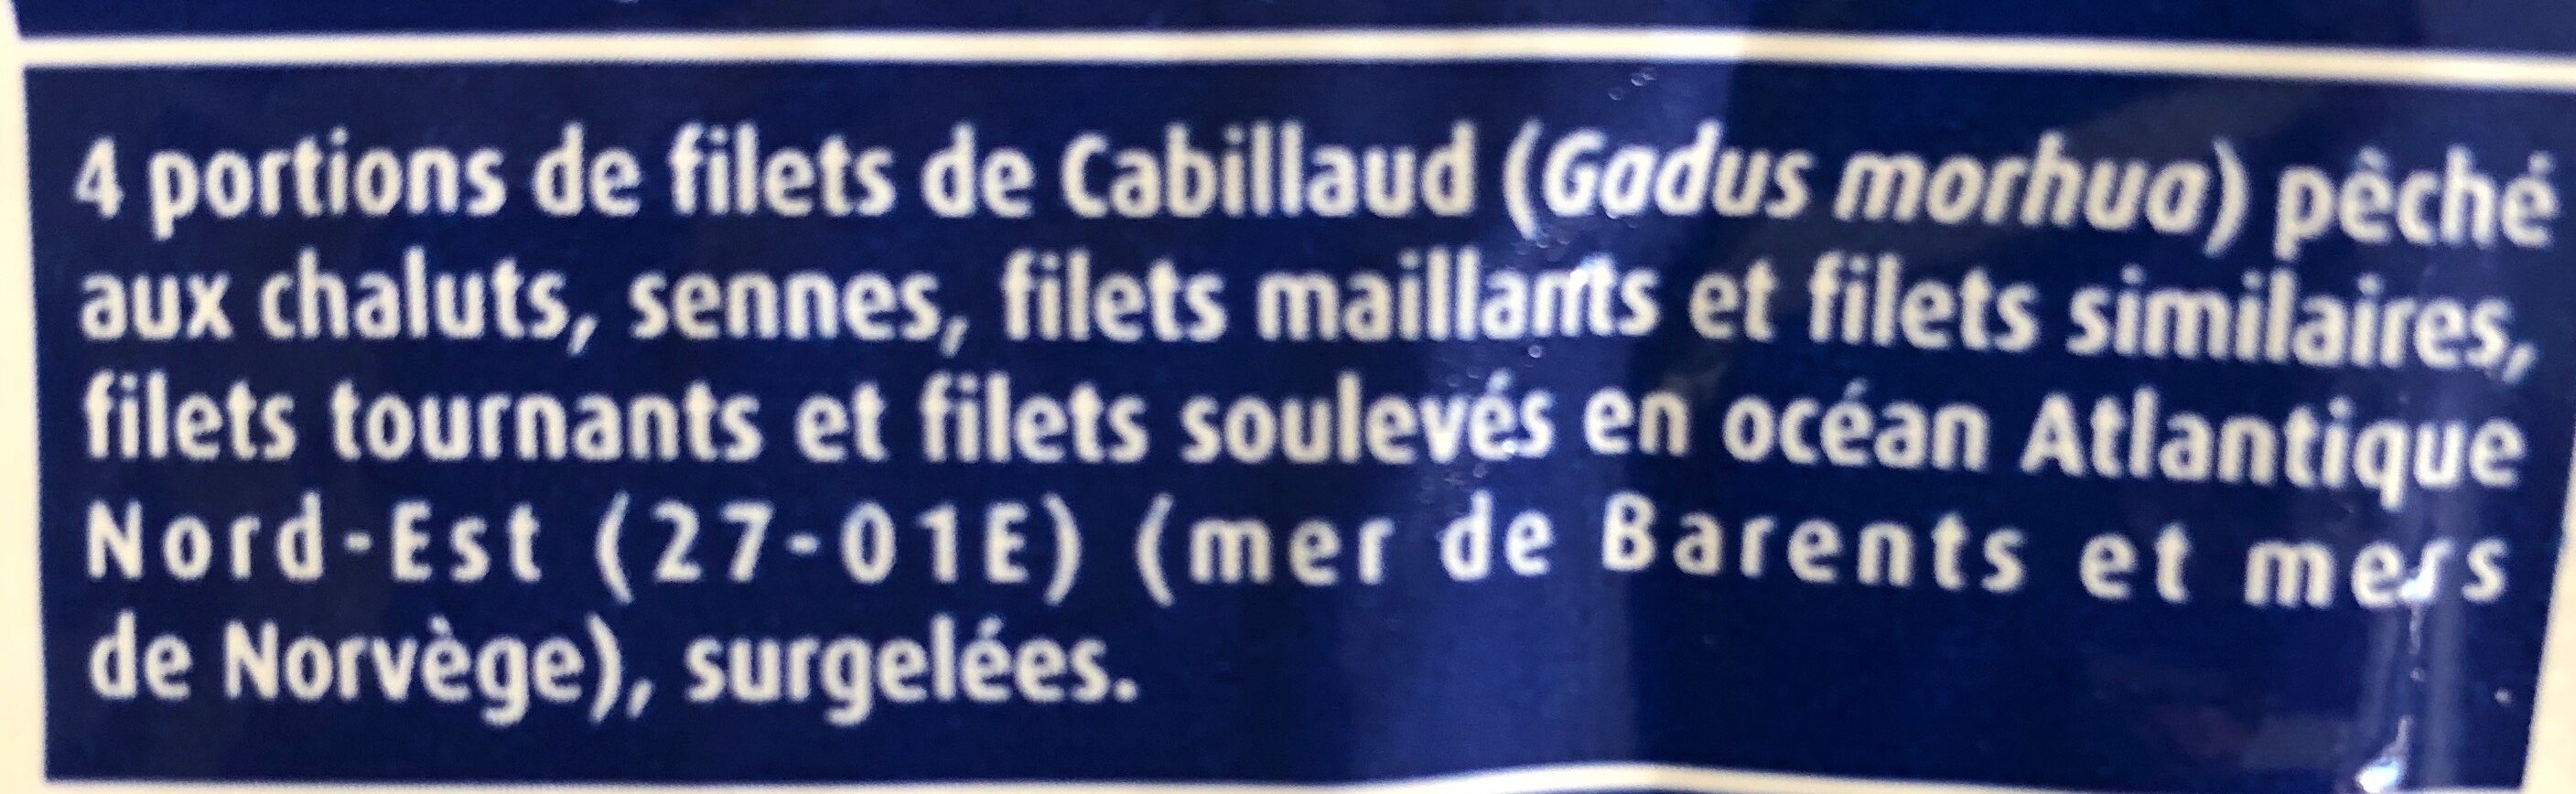 4 portions de filets de Cabillaud (Gadus morhua) pêché
aux chaluts, sennes, filets maillants et filets similaires,
filets tournants et filets soulevés en océan Atlantique
Nord-Est (27-01E) (mer de Barents et mers
de Norvège), surgelées.